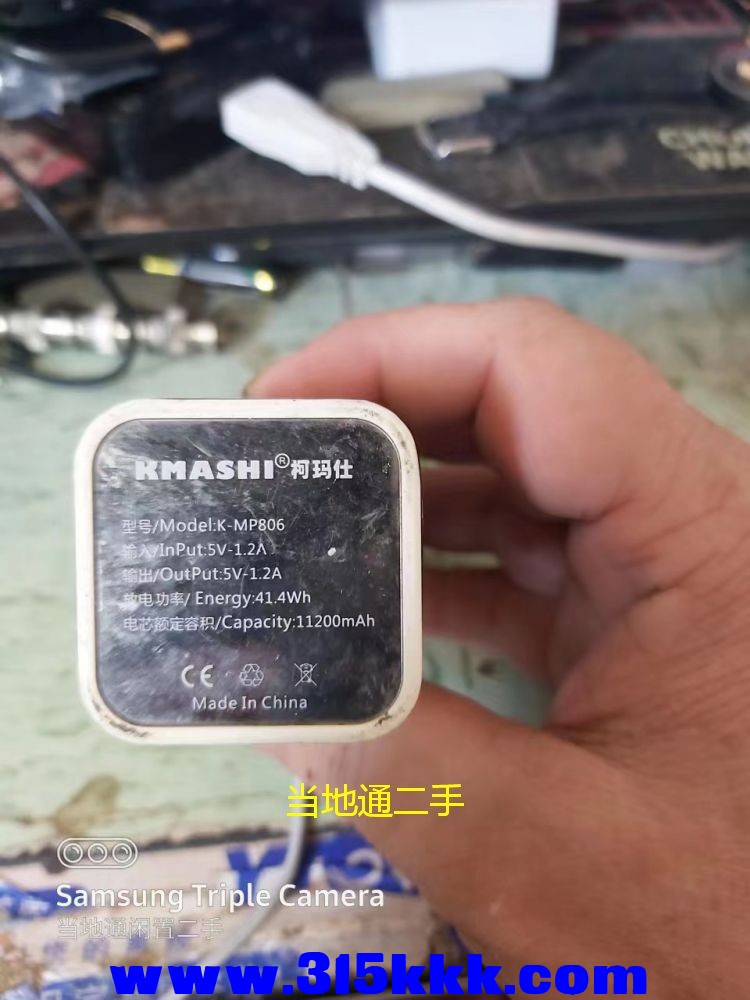 KMASHI®柯玛仕
型号/Model:K-MP806
输入/InPut:5V-1.2A
输出/OutPut:5V-1.2A
放电功率/ Energy:41.4Wh
电芯额定容积/Capacity:11200mAh
CE
Made In China
当地通二手
Samsung Triple Camera
当地通闲置二手
www.315kkk.com